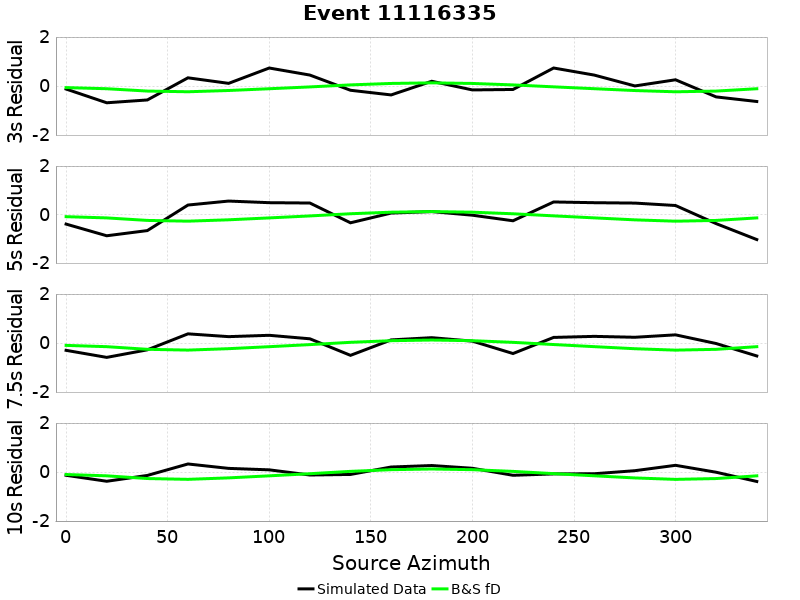 Event 11116335
3s Residual
2
0
-2
5s Residual
2
0
-2
7.5s Residual
2
0
-2
10s Residual
2
0
-2
0 50 100 150 200 250 300
Source Azimuth
Simulated Data B&S fD